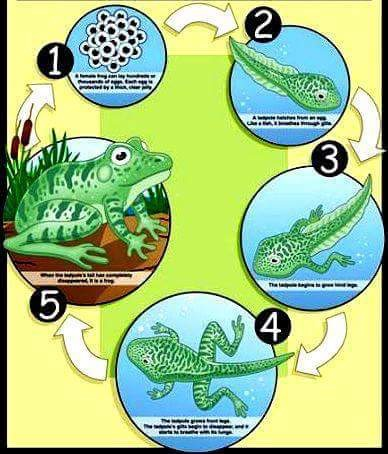 1
A female frog can lay hundreds or
thousands of eggs. Each egg is
protected by a thick, clear jelly
2
A tadpole hatches from an egg.
Like a fish, it breathes through gills.
3
The tadpole begins to grow hind legs.
4
The tadpole grows front legs.
The tadpole's gills begin to disappear, and it
starts to breathe with its lungs.
5
When the tadpole's tail has completely
disappeared, it is a frog.